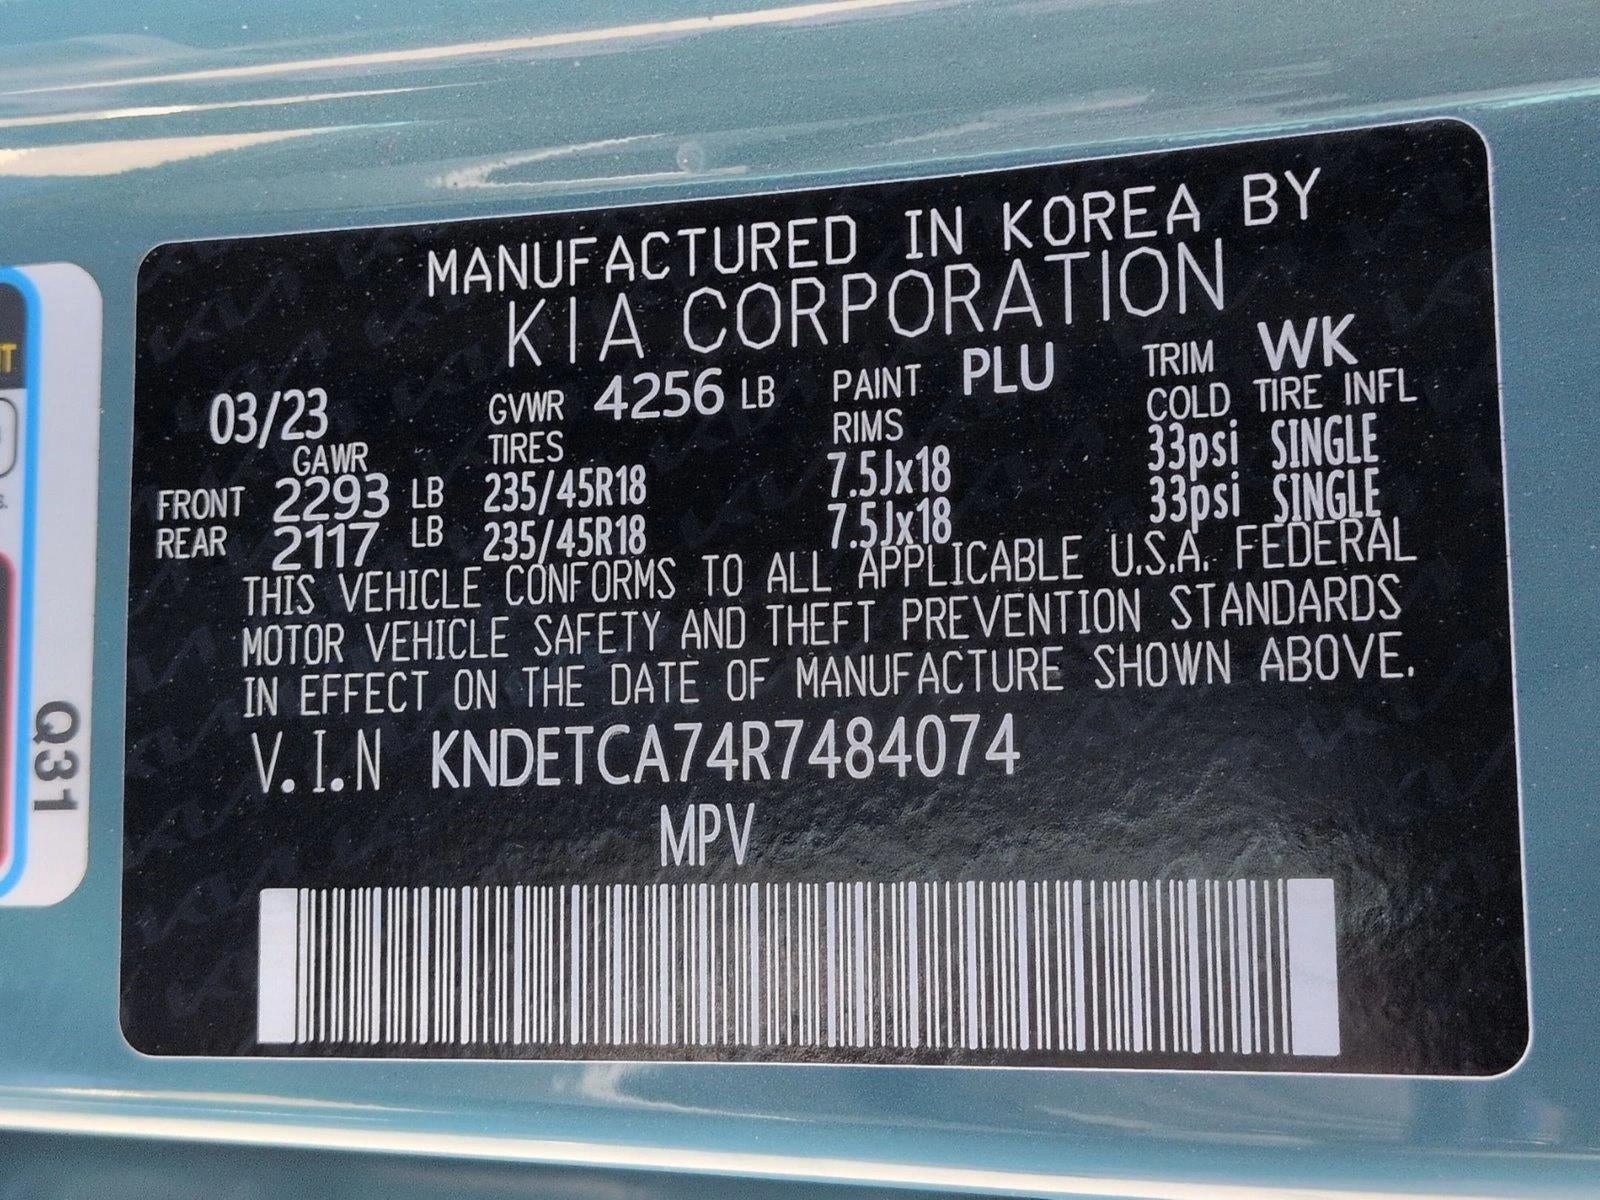 MANUFACTURED IN KOREA BY
KIA CORPORATION
03/23 GVWR 4256 LB PAINT PLU TRIM WK
GAWR TIRES RIMS COLD TIRE INFL
FRONT 2293 LB 235/45R18 7.5Jx18 33psi SINGLE
REAR 2117 LB 235/45R18 7.5Jx18 33psi SINGLE
THIS VEHICLE CONFORMS TO ALL APPLICABLE U.S.A. FEDERAL
MOTOR VEHICLE SAFETY AND THEFT PREVENTION STANDARDS
IN EFFECT ON THE DATE OF MANUFACTURE SHOWN ABOVE.
V.I.N KNDETCA74R7484074
MPV
Q31